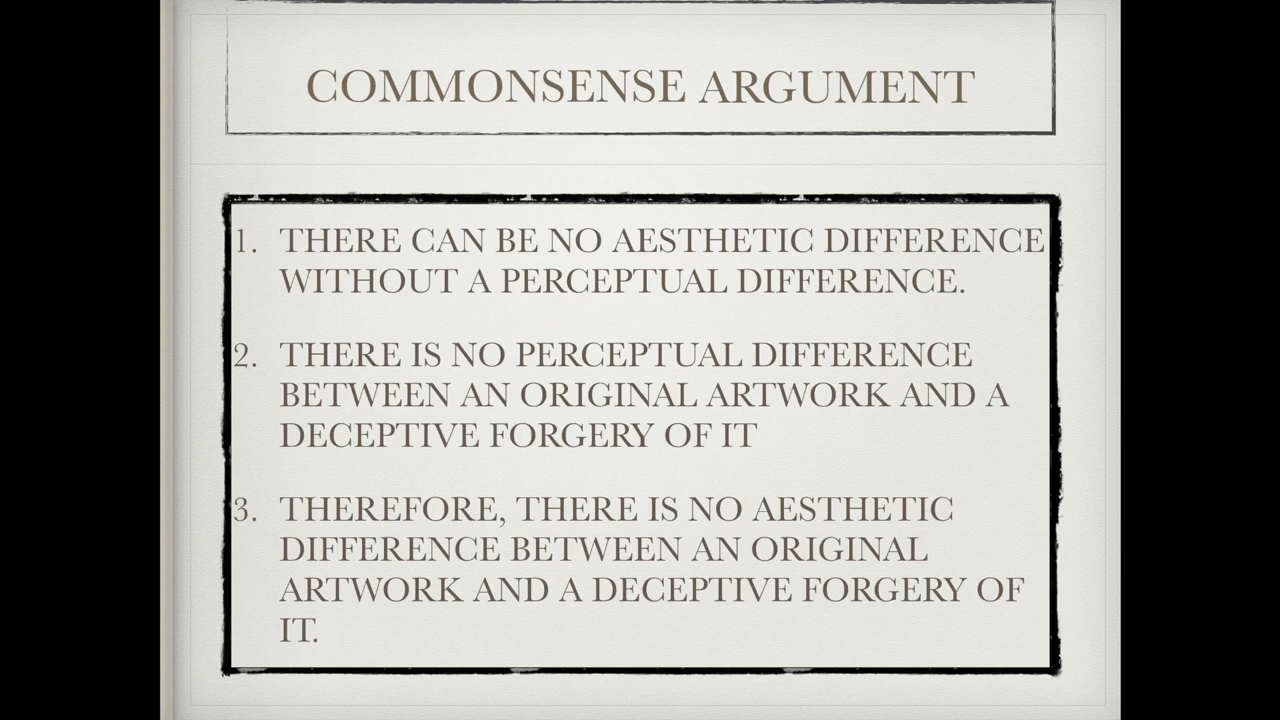 COMMONSENSE ARGUMENT
1. THERE CAN BE NO AESTHETIC DIFFERENCE
WITHOUT A PERCEPTUAL DIFFERENCE.
2. THERE IS NO PERCEPTUAL DIFFERENCE
BETWEEN AN ORIGINAL ARTWORK AND A
DECEPTIVE FORGERY OF IT
3. THEREFORE, THERE IS NO AESTHETIC
DIFFERENCE BETWEEN AN ORIGINAL
ARTWORK AND A DECEPTIVE FORGERY OF
IT.